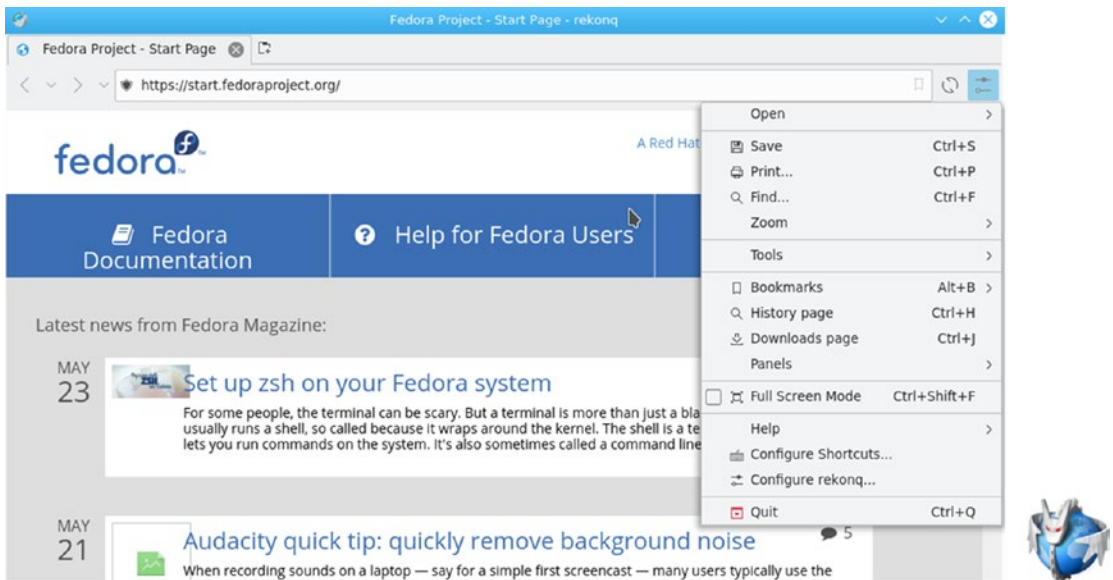 Fedora Project - Start Page - rekonq
Fedora Project - Start Page
https://start.fedoraproject.org/
fedora
A Red Hat
Fedora
Documentation
Help for Fedora Users
Latest news from Fedora Magazine:
MAY
23
Set up zsh on your Fedora system
For some people, the terminal can be scary. But a terminal is more than just a bla
usually runs a shell, so called because it wraps around the kernel. The shell is a te
lets you run commands on the system. It's also sometimes called a command line
MAY
21
Audacity quick tip: quickly remove background noise
5
When recording sounds on a laptop — say for a simple first screencast — many users typically use the
Open
Save Ctrl+S
Print... Ctrl+P
Find... Ctrl+F
Zoom
Tools
Bookmarks Alt+B
History page Ctrl+H
Downloads page Ctrl+J
Panels
Full Screen Mode Ctrl+Shift+F
Help
Configure Shortcuts...
Configure rekonq...
Quit Ctrl+Q